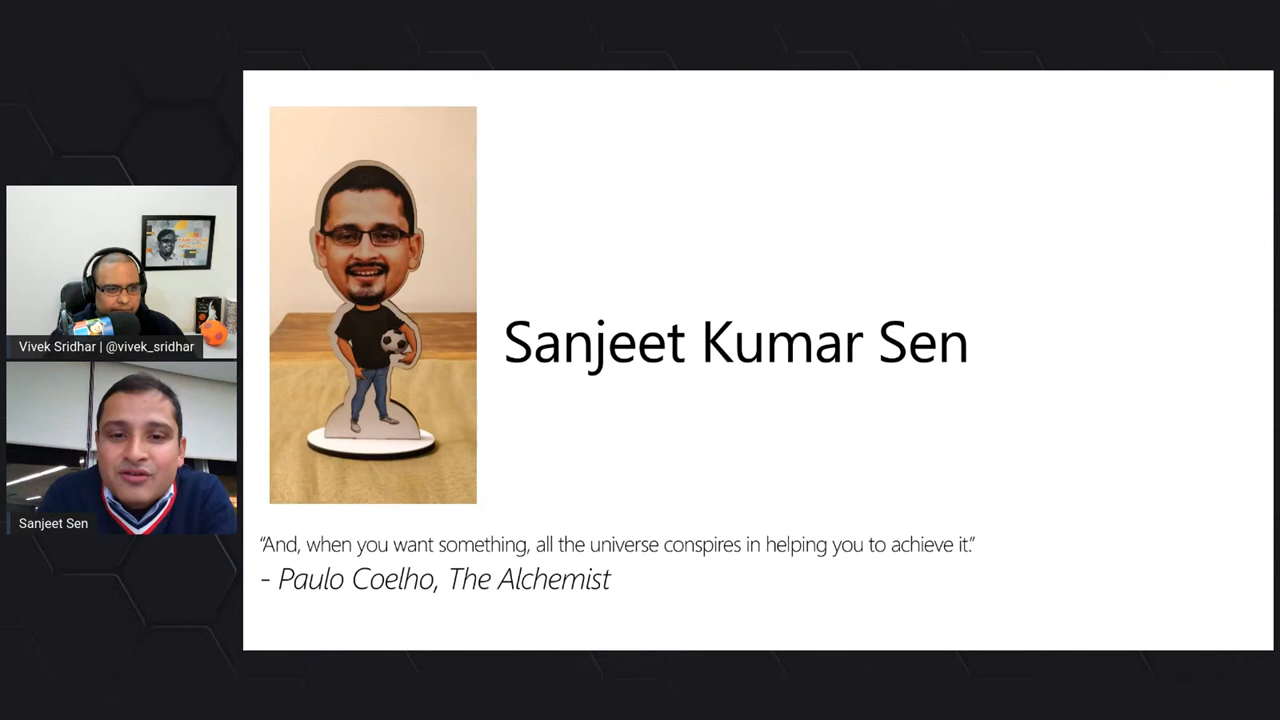 Vivek Sridhar | @vivek_sridhar
Sanjeet Sen
Sanjeet Kumar Sen
“And, when you want something, all the universe conspires in helping you to achieve it.”
- Paulo Coelho, The Alchemist